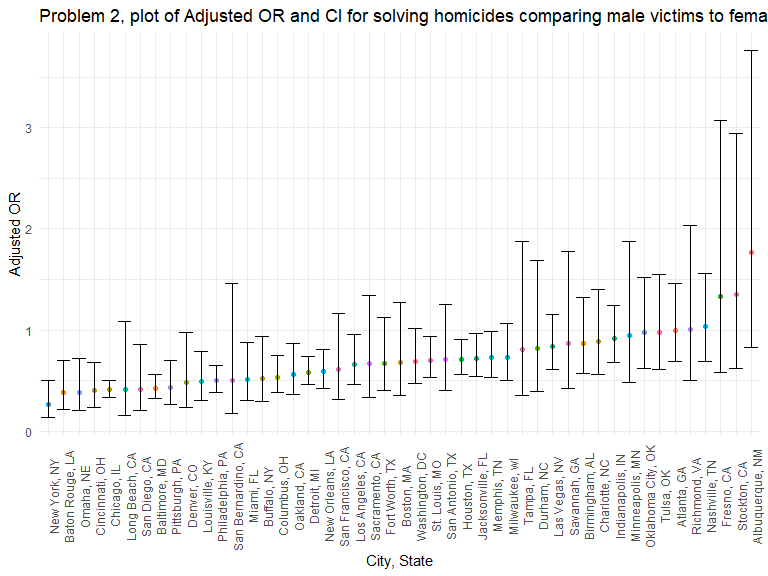 Problem 2, plot of Adjusted OR and CI for solving homicides comparing male victims to fema
3
2
1
0
Adjusted OR
New York, NY
Baton Rouge, LA
Omaha, NE
Cincinnati, OH
Chicago, IL
Long Beach, CA
San Diego, CA
Baltimore, MD
Pittsburgh, PA
Denver, CO
Louisville, KY
Philadelphia, PA
San Bernardino, CA
Miami, FL
Buffalo, NY
Columbus, OH
Oakland, CA
Detroit, MI
New Orleans, LA
San Francisco, CA
Los Angeles, CA
Sacramento, CA
Fort Worth, TX
Boston, MA
Washington, DC
St. Louis, MO
San Antonio, TX
Houston, TX
Jacksonville, FL
Memphis, TN
Milwaukee, wI
Tampa, FL
Durham, NC
Las Vegas, NV
Savannah, GA
Birmingham, AL
Charlotte, NC
Indianapolis, IN
Minneapolis, MN
Oklahoma City, OK
Tulsa, OK
Atlanta, GA
Richmond, VA
Nashville, TN
Fresno, CA
Stockton, CA
Albuquerque, NM
City, State